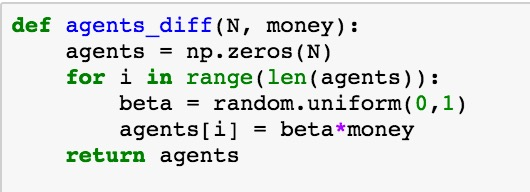 def agents_diff(N, money):
    agents = np.zeros(N)
    for i in range(len(agents)):
        beta = random.uniform(0,1)
        agents[i] = beta*money
    return agents